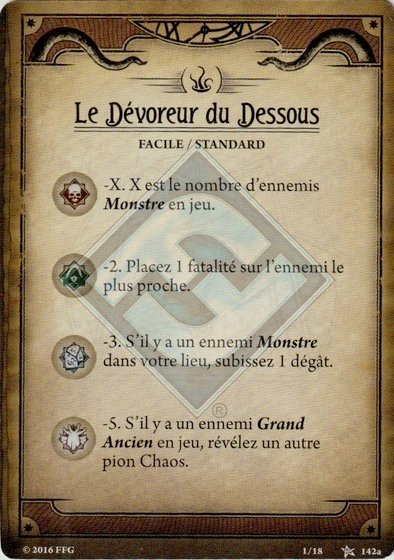 Le Dévoreur du Dessous
FACILE / STANDARD
-X. X est le nombre d'ennemis
Monstre en jeu.
-2. Placez 1 fatalité sur l'ennemi le
plus proche.
-3. S'il y a un ennemi Monstre
dans votre lieu, subissez 1 dégât.
-5. S'il y a un ennemi Grand
Ancien en jeu, révélez un autre
pion Chaos.
®
© 2016 FFG
1/18
142a